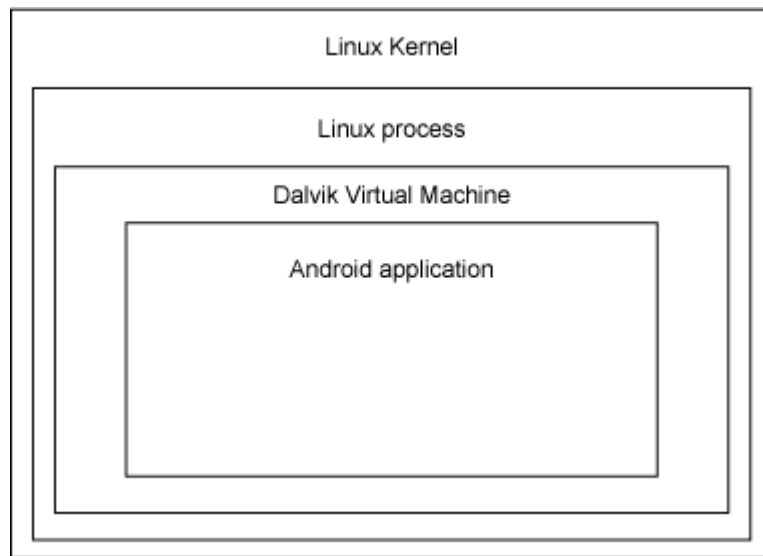 Linux Kernel
Linux process
Dalvik Virtual Machine
Android application